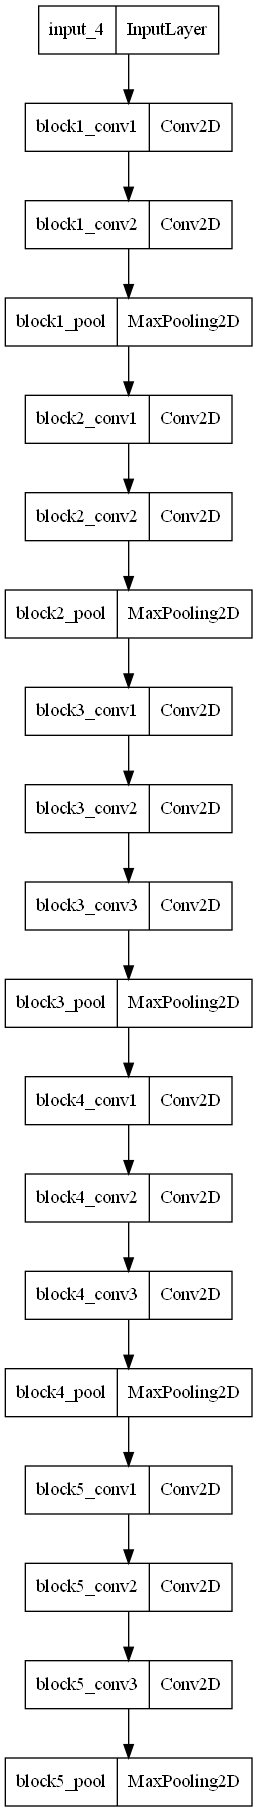 input_4 InputLayer
block1_conv1 Conv2D
block1_conv2 Conv2D
block1_pool MaxPooling2D
block2_conv1 Conv2D
block2_conv2 Conv2D
block2_pool MaxPooling2D
block3_conv1 Conv2D
block3_conv2 Conv2D
block3_conv3 Conv2D
block3_pool MaxPooling2D
block4_conv1 Conv2D
block4_conv2 Conv2D
block4_conv3 Conv2D
block4_pool MaxPooling2D
block5_conv1 Conv2D
block5_conv2 Conv2D
block5_conv3 Conv2D
block5_pool MaxPooling2D